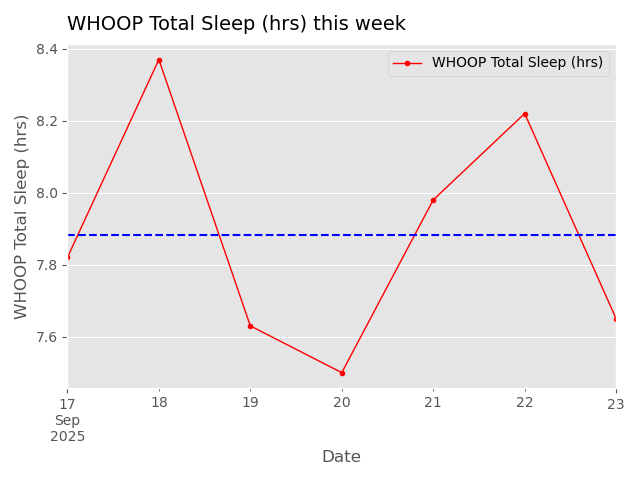 WHOOP Total Sleep (hrs) this week
WHOOP Total Sleep (hrs)
WHOOP Total Sleep (hrs)
8.4
8.2
8.0
7.8
7.6
17 18 19 20 21 22 23
Sep
2025
Date